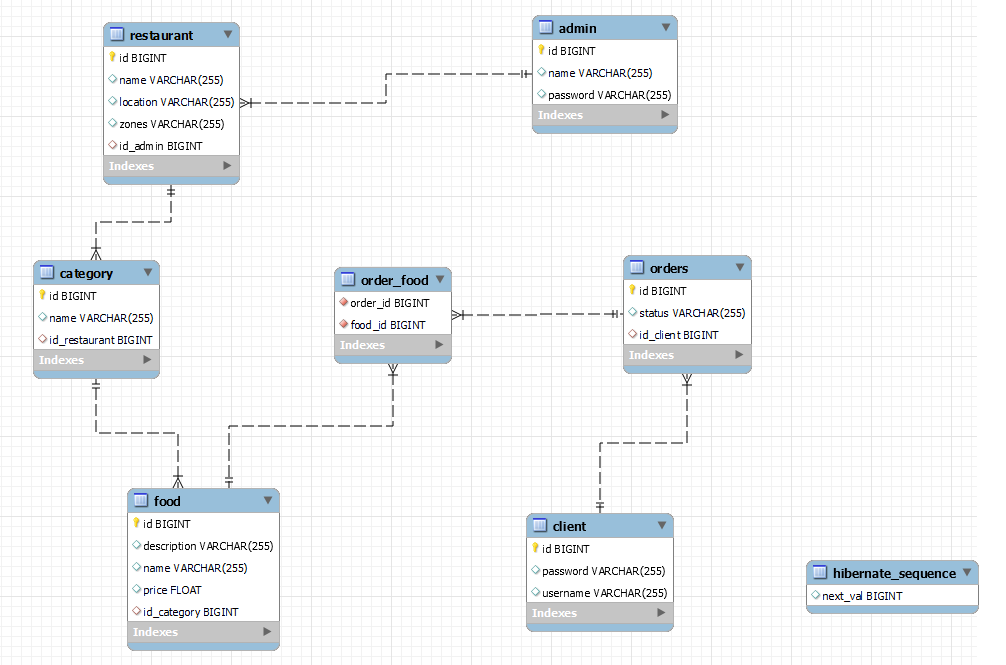 restaurant
id BIGINT
name VARCHAR(255)
location VARCHAR(255)
zones VARCHAR(255)
id_admin BIGINT
Indexes
admin
id BIGINT
name VARCHAR(255)
password VARCHAR(255)
Indexes
category
id BIGINT
name VARCHAR(255)
id_restaurant BIGINT
Indexes
order_food
order_id BIGINT
food_id BIGINT
Indexes
orders
id BIGINT
status VARCHAR(255)
id_client BIGINT
Indexes
food
id BIGINT
description VARCHAR(255)
name VARCHAR(255)
price FLOAT
id_category BIGINT
Indexes
client
id BIGINT
password VARCHAR(255)
username VARCHAR(255)
Indexes
hibernate_sequence
next_val BIGINT